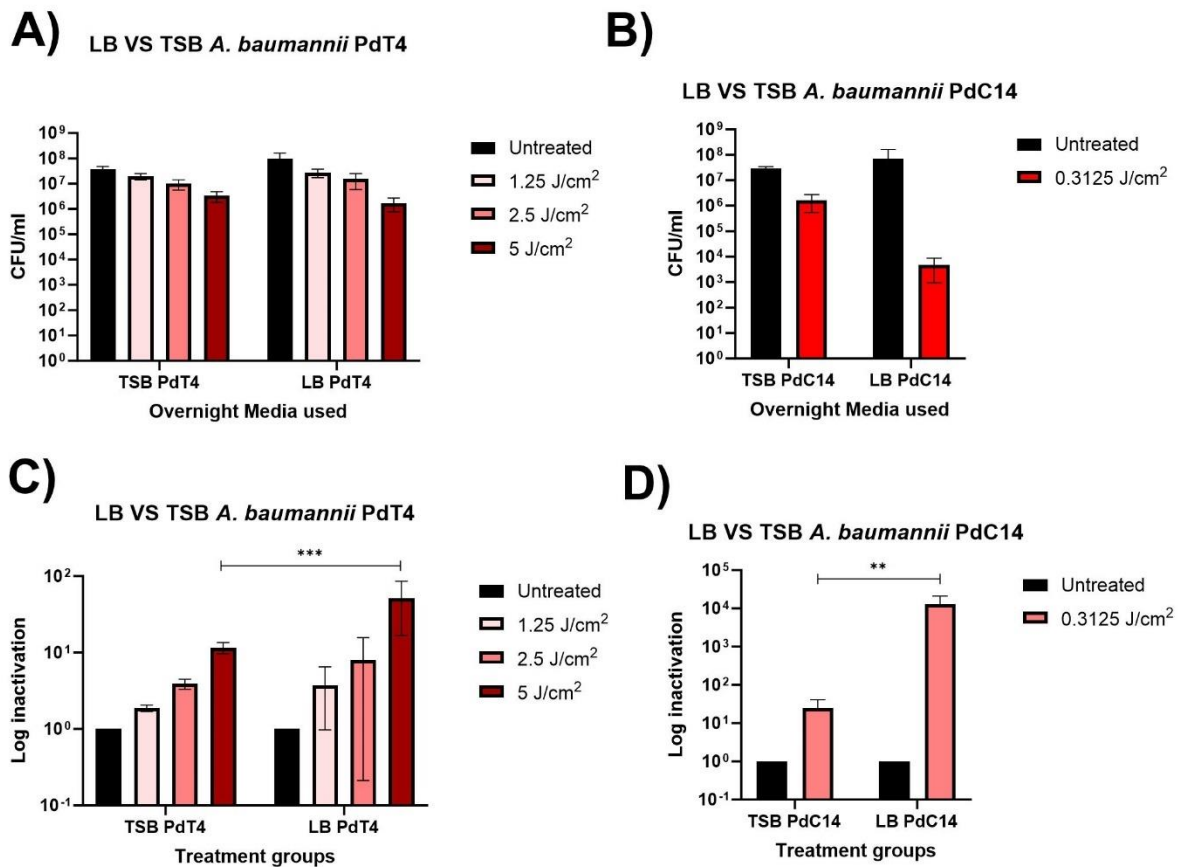 A)
LB VS TSB A. baumannii PdT4
CFU/ml
10⁹
10⁸
10⁷
10⁶
10⁵
10⁴
10³
10²
10¹
10⁰
TSB PdT4 LB PdT4
Overnight Media used
Untreated
1.25 J/cm²
2.5 J/cm²
5 J/cm²
B)
LB VS TSB A. baumannii PdC14
CFU/ml
10⁹
10⁸
10⁷
10⁶
10⁵
10⁴
10³
10²
10¹
10⁰
TSB PdC14 LB PdC14
Overnight Media used
Untreated
0.3125 J/cm²
C)
LB VS TSB A. baumannii PdT4
Log inactivation
10²
10¹
10⁰
10⁻¹
***
TSB PdT4 LB PdT4
Treatment groups
Untreated
1.25 J/cm²
2.5 J/cm²
5 J/cm²
D)
LB VS TSB A. baumannii PdC14
Log inactivation
10⁵
10⁴
10³
10²
10¹
10⁰
10⁻¹
**
TSB PdC14 LB PdC14
Treatment groups
Untreated
0.3125 J/cm²